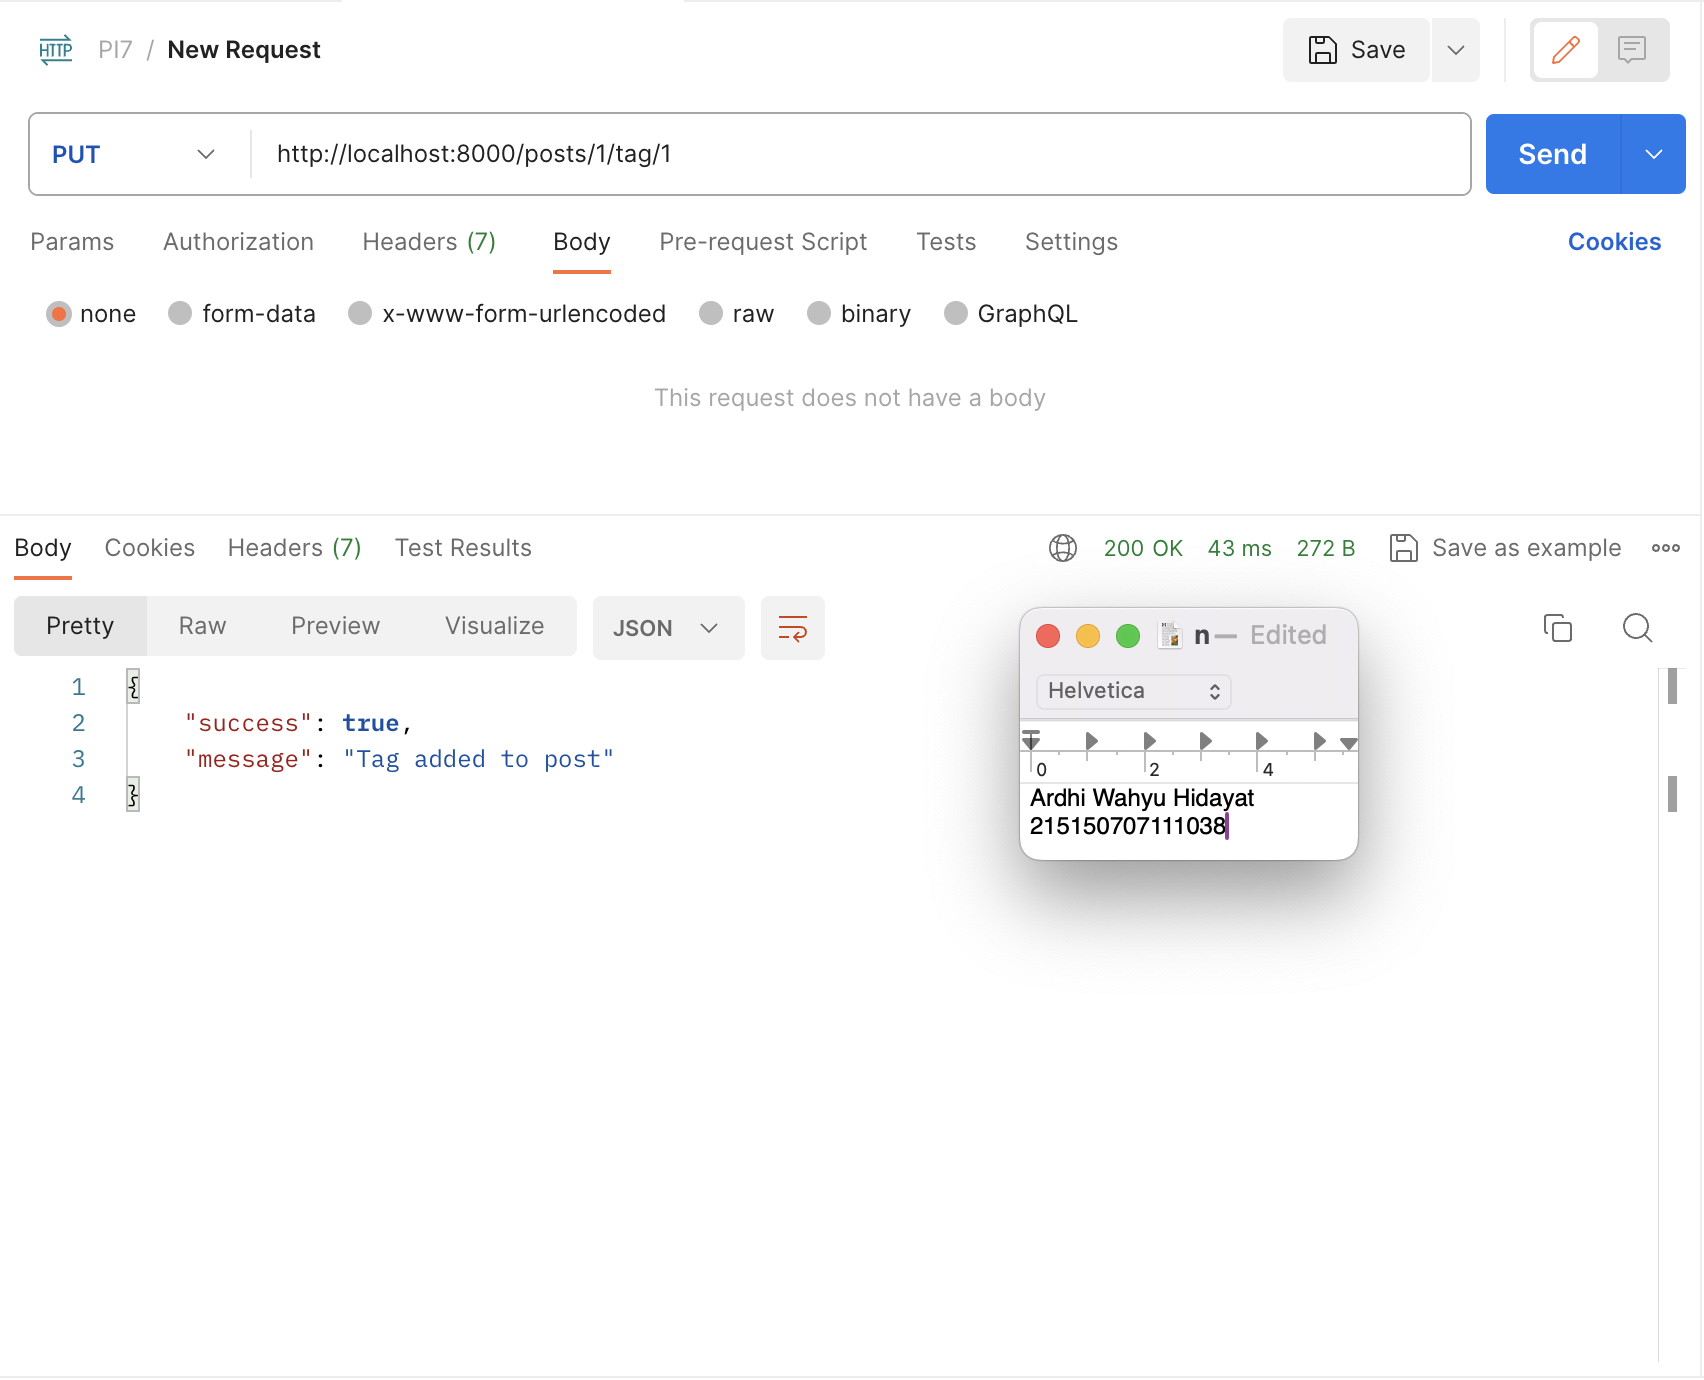 HTTP PI7 / New Request Save
PUT http://localhost:8000/posts/1/tag/1 Send
Params Authorization Headers (7) Body Pre-request Script Tests Settings Cookies
none form-data x-www-form-urlencoded raw binary GraphQL
This request does not have a body
Body Cookies Headers (7) Test Results 200 OK 43 ms 272 B Save as example
Pretty Raw Preview Visualize JSON
1 {
2 "success": true,
3 "message": "Tag added to post"
4 }
n — Edited
Helvetica
0 2 4
Ardhi Wahyu Hidayat
215150707111038